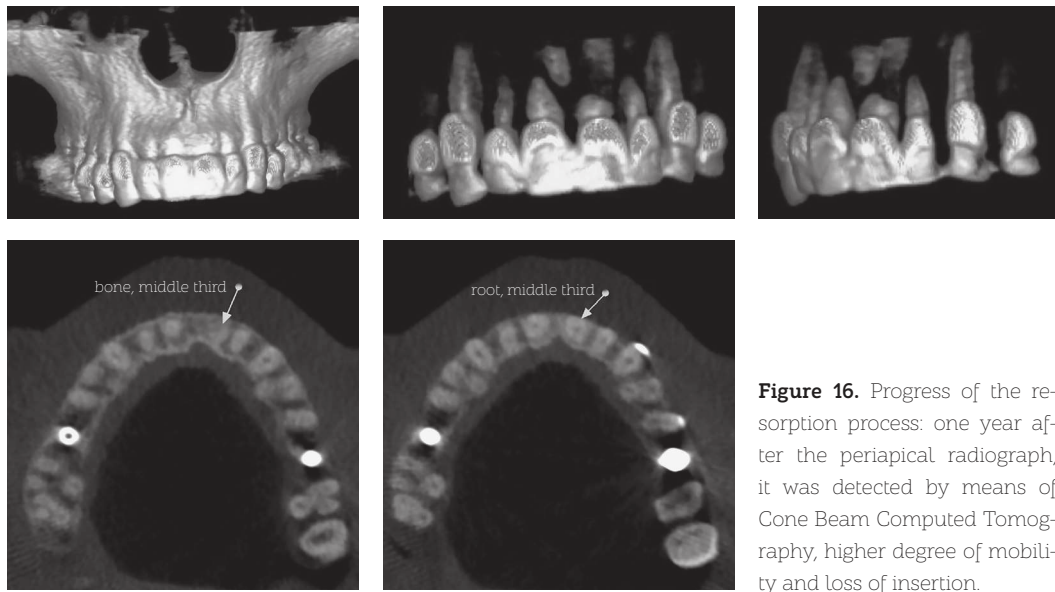 bone, middle third
root, middle third
Figure 16. Progress of the re-
sorption process: one year af-
ter the periapical radiograph,
it was detected by means of
Cone Beam Computed Tomog-
raphy, higher degree of mobili-
ty and loss of insertion.